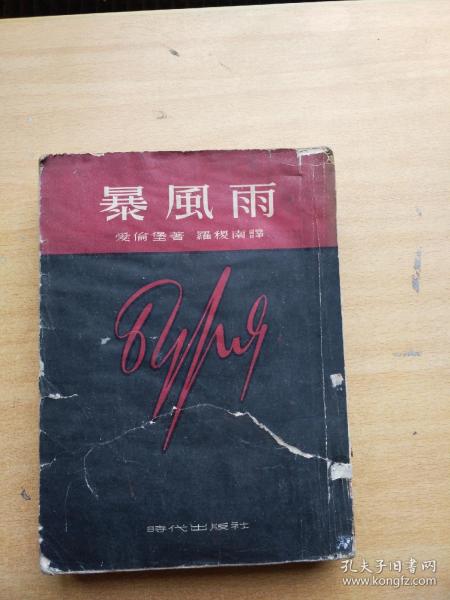 暴風雨
愛倫堡著 羅稷南譯
Буря
時代出版社
孔夫子旧书网
www.kongfz.com